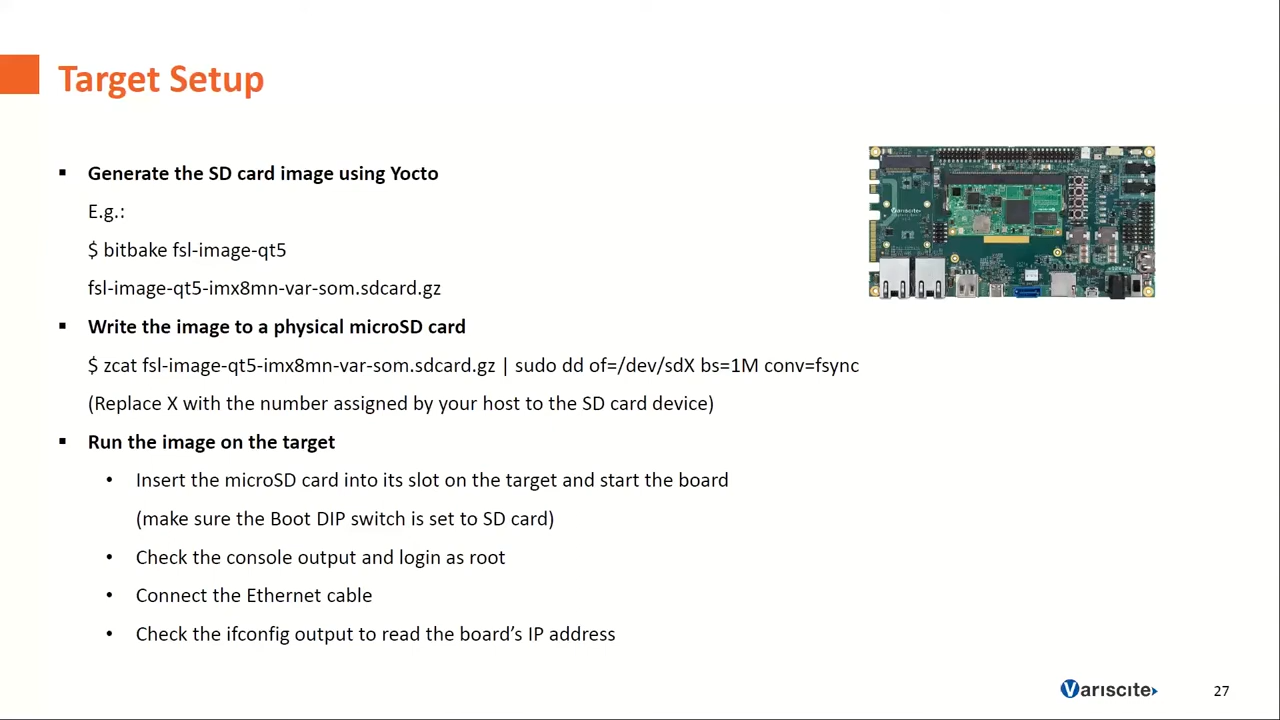 Target Setup
▪ Generate the SD card image using Yocto
E.g.:
$ bitbake fsl-image-qt5
fsl-image-qt5-imx8mn-var-som.sdcard.gz
▪ Write the image to a physical microSD card
$ zcat fsl-image-qt5-imx8mn-var-som.sdcard.gz | sudo dd of=/dev/sdX bs=1M conv=fsync
(Replace X with the number assigned by your host to the SD card device)
▪ Run the image on the target
• Insert the microSD card into its slot on the target and start the board
(make sure the Boot DIP switch is set to SD card)
• Check the console output and login as root
• Connect the Ethernet cable
• Check the ifconfig output to read the board’s IP address
VARISCITE
27